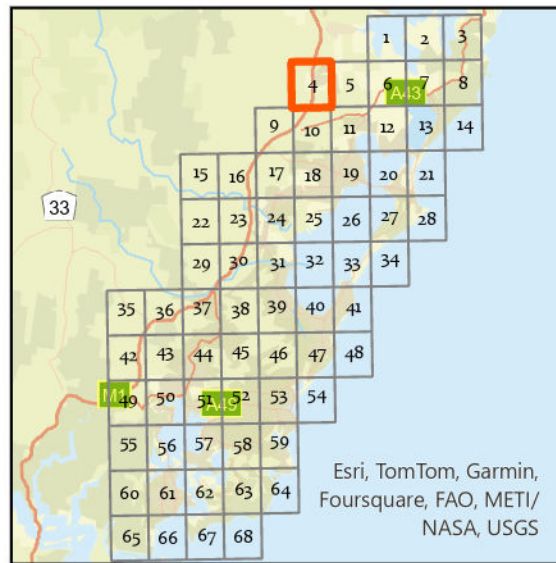 1 2 3
4 5 6 7 8
A43
9 10 11 12 13 14
15 16 17 18 19 20 21
33
22 23 24 25 26 27 28
29 30 31 32 33 34
35 36 37 38 39 40 41
42 43 44 45 46 47 48
M1
49 50 51 52 53 54
A49
55 56 57 58 59
60 61 62 63 64
65 66 67 68
Esri, TomTom, Garmin,
Foursquare, FAO, METI/
NASA, USGS